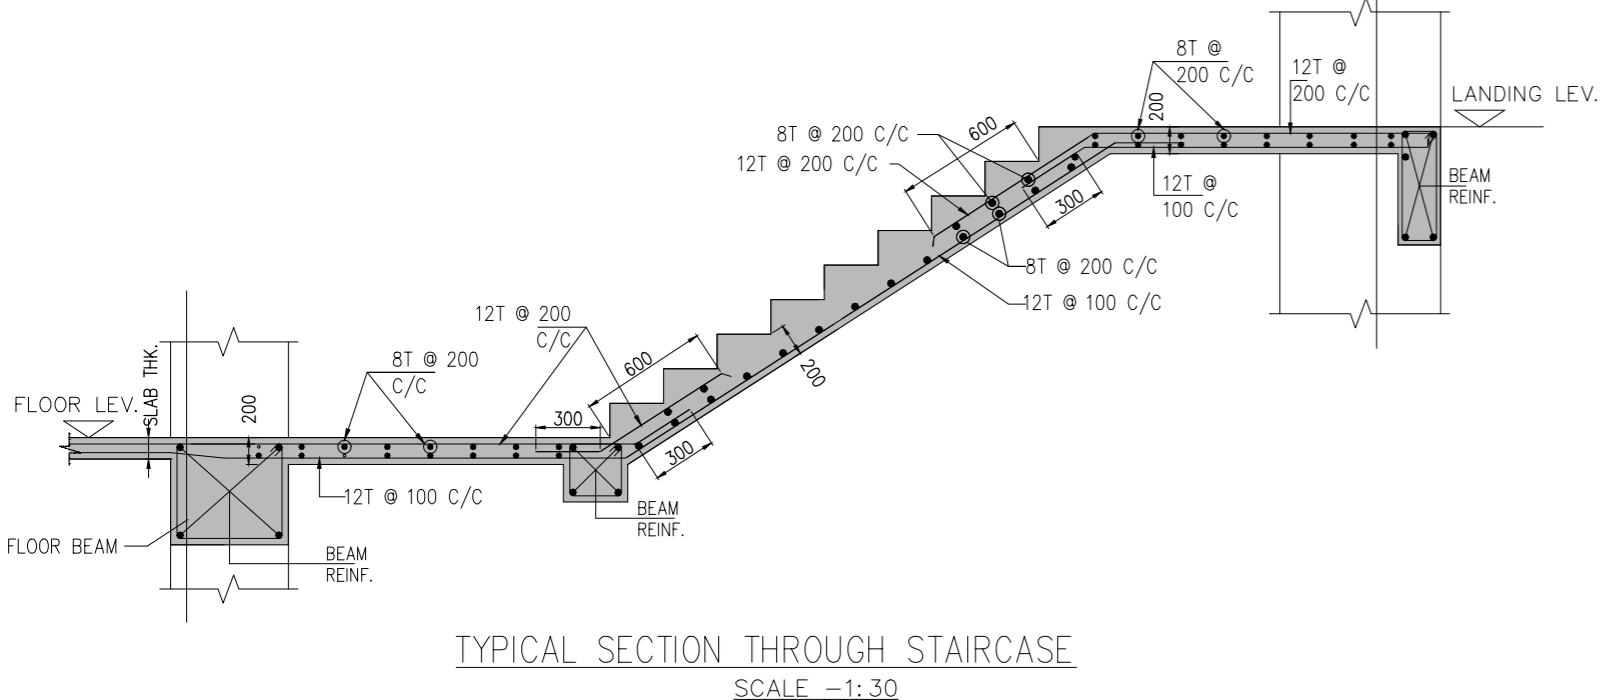 8T @
200 C/C
12T @
200 C/C
LANDING LEV.
200
600
8T @ 200 C/C
12T @ 200 C/C
12T @
100 C/C
BEAM
REINF.
300
8T @ 200 C/C
12T @ 100 C/C
12T @ 200
C/C
600
200
8T @ 200
C/C
SLAB THK.
FLOOR LEV.
200
300
300
12T @ 100 C/C
BEAM
REINF.
FLOOR BEAM
BEAM
REINF.
TYPICAL SECTION THROUGH STAIRCASE
SCALE -1:30